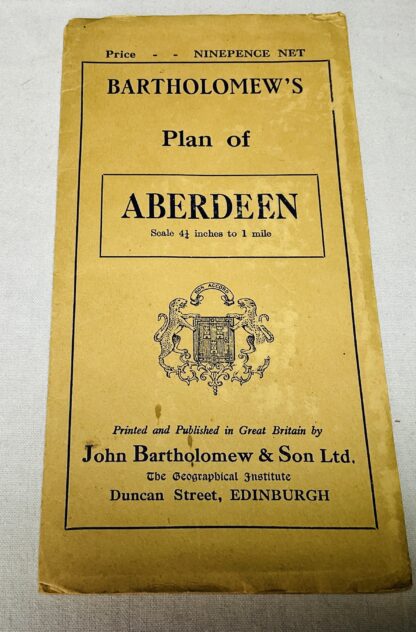 Price - - NINEPENCE NET
BARTHOLOMEW'S
Plan of
ABERDEEN
Scale 4¼ inches to 1 mile
BON ACCORD
Printed and Published in Great Britain by
John Bartholomew & Son Ltd.
The Geographical Institute
Duncan Street, EDINBURGH